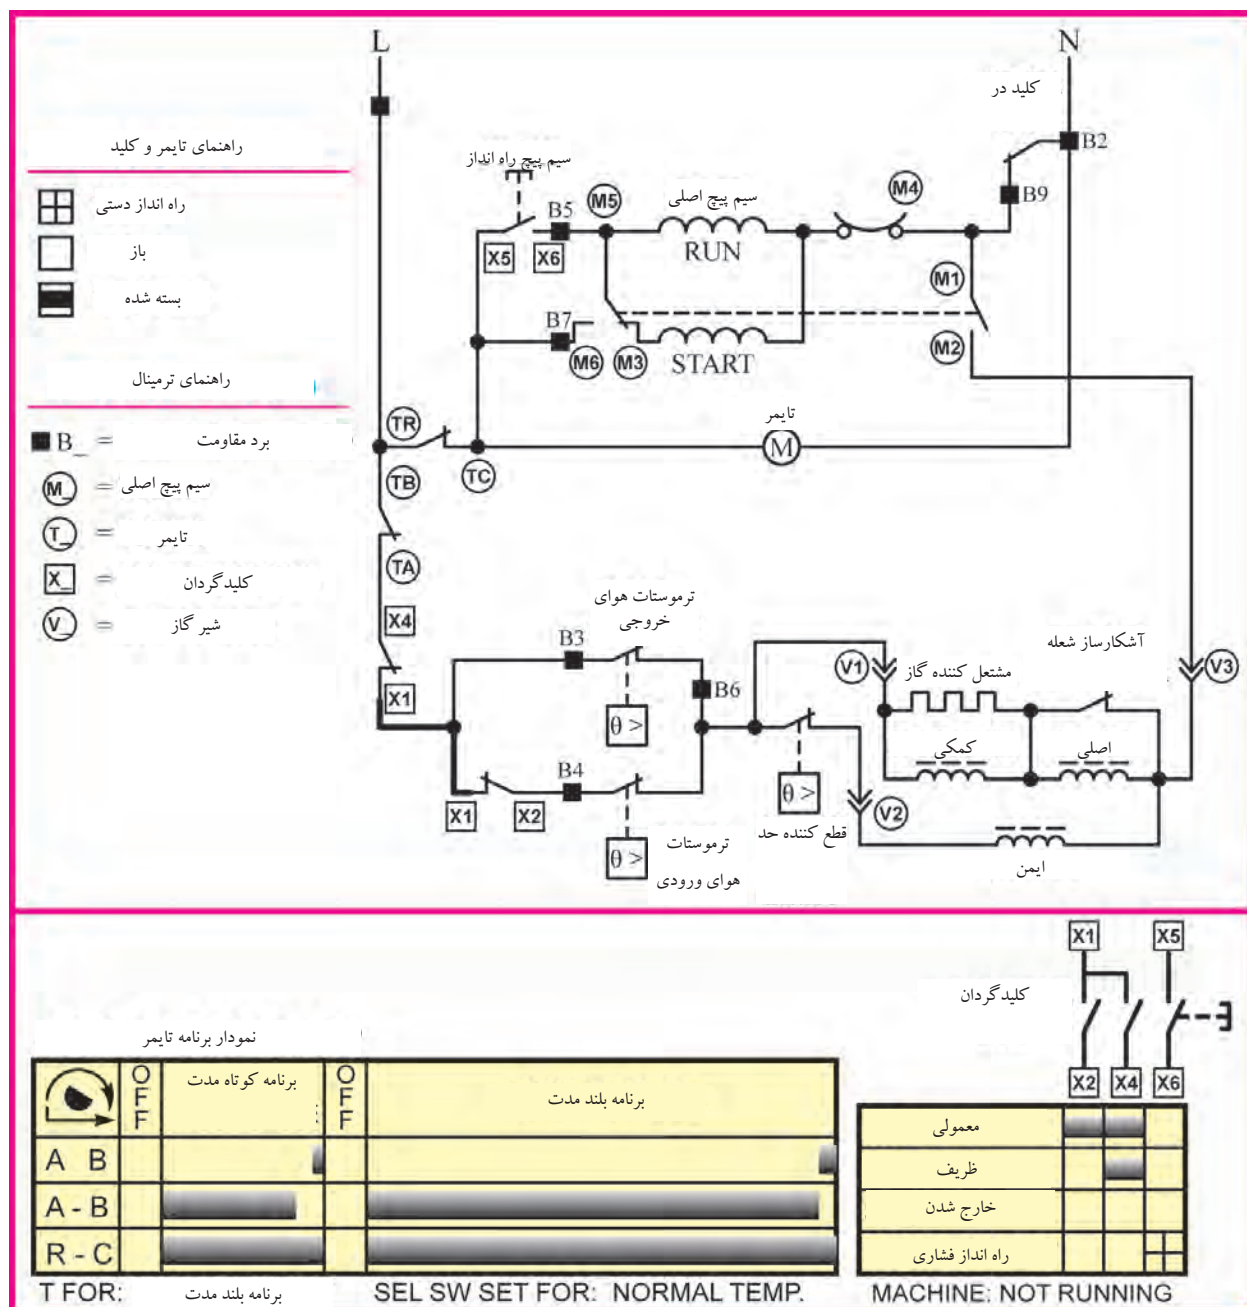 L
N
کلید در
B2
B9
راهنمای تایمر و کلید
راه انداز دستی
باز
بسته شده
راهنمای ترمینال
B_ = برد مقاومت
M_ = سیم پیچ اصلی
T_ = تایمر
X_ = کلیدگردان
V_ = شیر گاز
سیم پیچ راه انداز
X5
X6
B5
M5
سیم پیچ اصلی
RUN
M4
M1
M2
B7
M6
M3
START
تایمر
M
TR
TC
TB
TA
X4
X1
ترموستات هوای
خروجی
B3
B6
θ >
X1
X2
B4
θ >
ترموستات
هوای ورودی
θ >
قطع کننده حد
V1
V2
V3
مشتعل کننده گاز
آشکارساز شعله
کمکی
اصلی
ایمن
نمودار برنامه تایمر
OFF
برنامه کوتاه مدت
OFF
برنامه بلند مدت
A B
A - B
R - C
T FOR: برنامه بلند مدت
SEL SW SET FOR: NORMAL TEMP.
کلیدگردان
X1
X5
X2
X4
X6
معمولی
ظریف
خارج شدن
راه انداز فشاری
MACHINE: NOT RUNNING